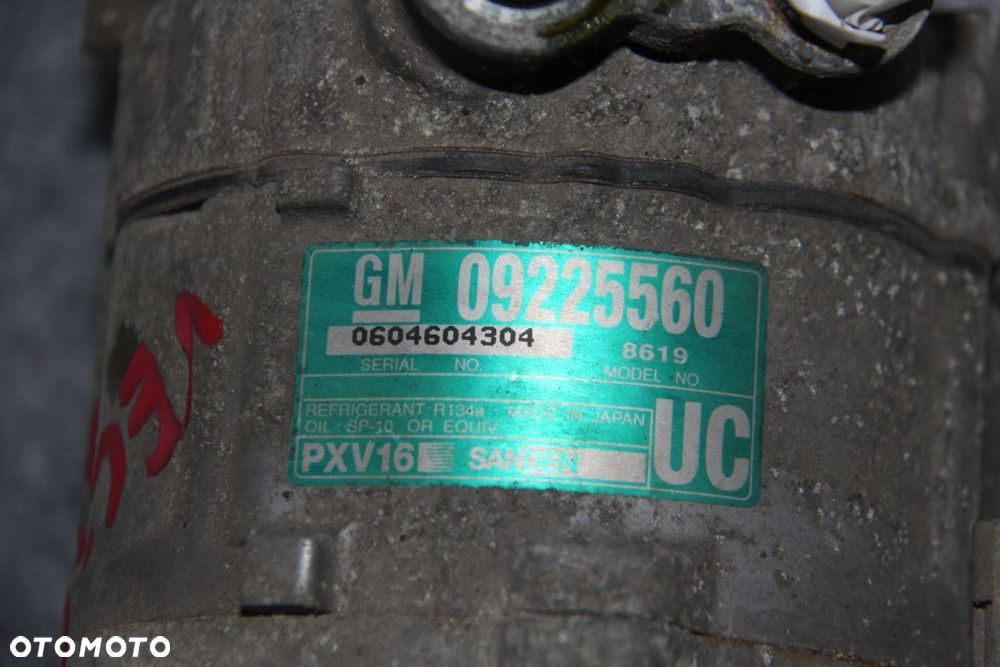 GM 09225560
0604604304 8619
SERIAL NO. MODEL NO.
REFRIGERANT: R134a MADE IN JAPAN
OIL : SP-10 OR EQUIV.
PXV16 SANDEN UC
OTOMOTO